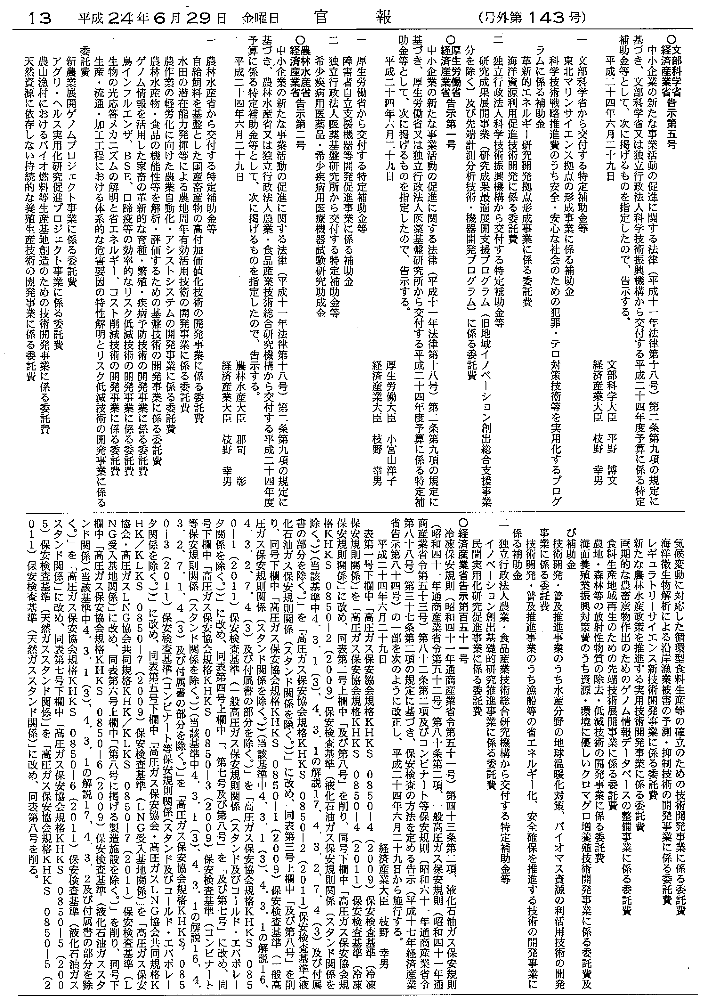 13 平成24年6月29日 金曜日 官 報 (号外第143号)
〇文部科学省
経済産業省告示第五号
中小企業の新たな事業活動の促進に関する法律（平成十一年法律第十八号）第二条第九項の規定に
基づき、文部科学省又は独立行政法人科学技術振興機構から交付する平成二十四年度予算に係る特定
補助金等として、次に掲げるものを指定したので、告示する。
平成二十四年六月二十九日
文部科学大臣 平野 博文
経済産業大臣 枝野 幸男
一 文部科学省から交付する特定補助金等
東北マリンサイエンス拠点の形成事業に係る補助金
科学技術戦略推進費のうち安全・安心な社会のための犯罪・テロ対策技術等を実用化するプログ
ラムに係る補助金
革新的エネルギー研究開発拠点形成事業に係る委託費
海洋資源利用促進技術開発に係る委託費
二 独立行政法人科学技術振興機構から交付する特定補助金等
研究成果展開事業（研究成果最適展開支援プログラム（旧地域イノベーション創出総合支援事業
分を除く）及び先端計測分析技術・機器開発プログラム）に係る委託費
〇厚生労働省
経済産業省告示第一号
中小企業の新たな事業活動の促進に関する法律（平成十一年法律第十八号）第二条第九項の規定に
基づき、厚生労働省又は独立行政法人医薬基盤研究所から交付する平成二十四年度予算に係る特定補
助金等として、次に掲げるものを指定したので、告示する。
平成二十四年六月二十九日
厚生労働大臣 小宮山洋子
経済産業大臣 枝野 幸男
一 厚生労働省から交付する特定補助金等
障害者自立支援機器等開発促進事業に係る補助金
二 独立行政法人医薬基盤研究所から交付する特定補助金等
希少疾病用医薬品・希少疾病用医療機器試験研究助成金
〇農林水産省
経済産業省告示第二号
中小企業の新たな事業活動の促進に関する法律（平成十一年法律第十八号）第二条第九項の規定に
基づき、農林水産省又は独立行政法人農業・食品産業技術総合研究機構から交付する平成二十四年度
予算に係る特定補助金等として、次に掲げるものを指定したので、告示する。
平成二十四年六月二十九日
農林水産大臣 郡司 彰
経済産業大臣 枝野 幸男
一 農林水産省から交付する特定補助金等
自給飼料を基盤とした国産畜産物の高付加価値化技術の開発事業に係る委託費
水田の潜在能力発揮等による農地周年有効活用技術の開発事業に係る委託費
農作業の軽労化に向けた農業自動化・アシストシステムの開発事業に係る委託費
農林水産物・食品の機能性等を解析・評価するための基盤技術の開発事業に係る委託費
ゲノム情報を活用した家畜の革新的な育種・繁殖・疾病予防技術の開発事業に係る委託費
鳥インフルエンザ、BSE、口蹄疫等の効率的なリスク低減技術の開発事業に係る委託費
生物の光応答メカニズムの解明と省エネルギー、コスト削減技術の開発事業に係る委託費
生産・流通・加工工程における体系的な危害要因の特性解明とリスク低減技術の開発事業に係る
委託費
新農業展開ゲノムプロジェクト事業に係る委託費
アグリ・ヘルス実用化研究促進プロジェクト事業に係る委託費
農山漁村におけるバイオ燃料等生産基地創造のための技術開発事業に係る委託費
天然資源に依存しない持続的な養殖生産技術の開発事業に係る委託費
気候変動に対応した循環型食料生産等の確立のための技術開発事業に係る委託費
海洋微生物解析による沿岸漁業被害の予測・抑制技術の開発事業に係る委託費
レギュラトリーサイエンス新技術開発事業に係る委託費
新たな農林水産政策を推進する実用技術開発事業に係る委託費
画期的な農畜産物作出のためのゲノム情報データベースの整備事業に係る委託費
食料生産地域再生のための先端技術展開事業に係る委託費
農地・森林等の放射性物質の除去・低減技術の開発事業に係る委託費
海面養殖業振興対策費のうち資源・環境に優しいクロマグロ増養殖技術開発事業に係る委託費及
び補助金
技術開発・普及推進事業のうち水産分野の地球温暖化対策、バイオマス資源の利活用技術の開発
事業に係る委託費
技術開発・普及推進事業のうち漁船等の省エネルギー化、安全確保を推進する技術の開発事業に
係る補助金
二 独立行政法人農業・食品産業技術総合研究機構から交付する特定補助金等
イノベーション創出基礎的研究推進事業に係る委託費
民間実用化研究促進事業に係る委託費
〇経済産業省告示第百五十一号
冷凍保安規則（昭和四十一年通商産業省令第五十一号）第四十三条第二項、液化石油ガス保安規則
（昭和四十一年通商産業省令第五十二号）第八十条第二項、一般高圧ガス保安規則（昭和四十一年通
商産業省令第五十三号）第八十二条第二項及びコンビナート等保安規則（昭和六十一年通商産業省令
第八十八号）第三十七条第二項の規定に基づき、保安検査の方法を定める告示（平成十七年経済産業
省告示第八十四号）の一部を次のように改正し、平成二十四年六月二十九日から施行する。
平成二十四年六月二十九日
経済産業大臣 枝野 幸男
表第一号下欄中「高圧ガス保安協会規格KHKS 0850―4（2009）保安検査基準（冷凍
保安規則関係）」を「高圧ガス保安協会規格KHKS 0850―4（2011）保安検査基準（冷凍
保安規則関係）」に改め、同表第二号上欄中「及び第八号」を削り、同号下欄中「高圧ガス保安協会規
格KHKS 0850―2（2009）保安検査基準（液化石油ガス保安規則関係（スタンド関係を
除く。））（当該基準中4．3．1（3）、4．3．1の解説17、4．3．2、7．4（3）及び付属
書の部分を除く。）」を「高圧ガス保安協会規格KHKS 0850―2（2011）保安検査基準（液
化石油ガス保安規則関係（スタンド関係を除く。））」に改め、同表第三号上欄中「及び第八号」を削
り、同号下欄中「高圧ガス保安協会規格KHKS 0850―1（2009）保安検査基準（一般高
圧ガス保安規則関係（スタンド関係を除く。））（当該基準中4．3．1（3）、4．3．1の解説16、
4．3．2、7．4（3）及び付属書の部分を除く。）」を「高圧ガス保安協会規格KHKS 085
0―1（2011）保安検査基準（一般高圧ガス保安規則関係（スタンド及びコールド・エバポレー
タ関係を除く。））」に改め、同表第四号上欄中「、第七号及び第八号」を「及び第七号」に改め、同
号下欄中「高圧ガス保安協会規格KHKS 0850―3（2009）保安検査基準（コンビナート
等保安規則関係（スタンド関係を除く。））（当該基準中4．3．1（3）、4．3．1の解説16、4．
3．2、7．1．4（3）及び付属書の部分を除く。）」を「高圧ガス保安協会規格KHKS 085
0―3（2011）保安検査基準（コンビナート等保安規則関係（スタンド及びコールド・エバポレー
タ関係を除く。））」に改め、同表第五号下欄中「高圧ガス保安協会・高圧ガスLNG協会共同規格K
HK／KLKS 0850―7（2009）保安検査基準（LNG受入基地関係）」を「高圧ガス保安
協会・高圧ガスLNG協会共同規格KHK／KLKS 0850―7（2011）保安検査基準（L
NG受入基地関係）」に改め、同表第六号上欄中「（第八号に掲げる製造施設を除く。）」を削り、同号下
欄中「高圧ガス保安協会規格KHKS 0850―6（2009）保安検査基準（液化石油ガススタ
ンド関係）（当該基準中4．3．1（3）、4．3．1の解説17、4．3．2及び付属書の部分を除
く。）」を「高圧ガス保安協会規格KHKS 0850―6（2011）保安検査基準（液化石油ガス
スタンド関係）」に改め、同表第七号下欄中「高圧ガス保安協会規格KHKS 0850―5（200
5）保安検査基準（天然ガススタンド関係）」を「高圧ガス保安協会規格KHKS 0850―5（2
011）保安検査基準（天然ガススタンド関係）」に改め、同表第八号を削る。